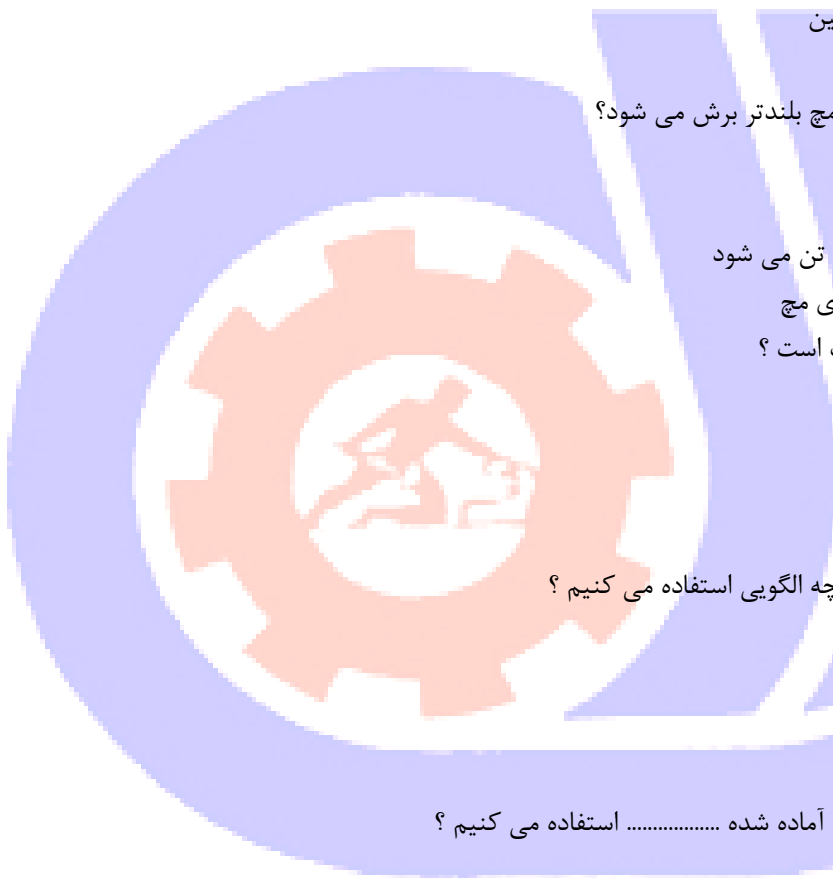 مچ بلندتر برش می شود؟
تن می شود
مچ
است ؟
چه الگویی استفاده می کنیم ؟
آماده شده .................. استفاده می کنیم ؟